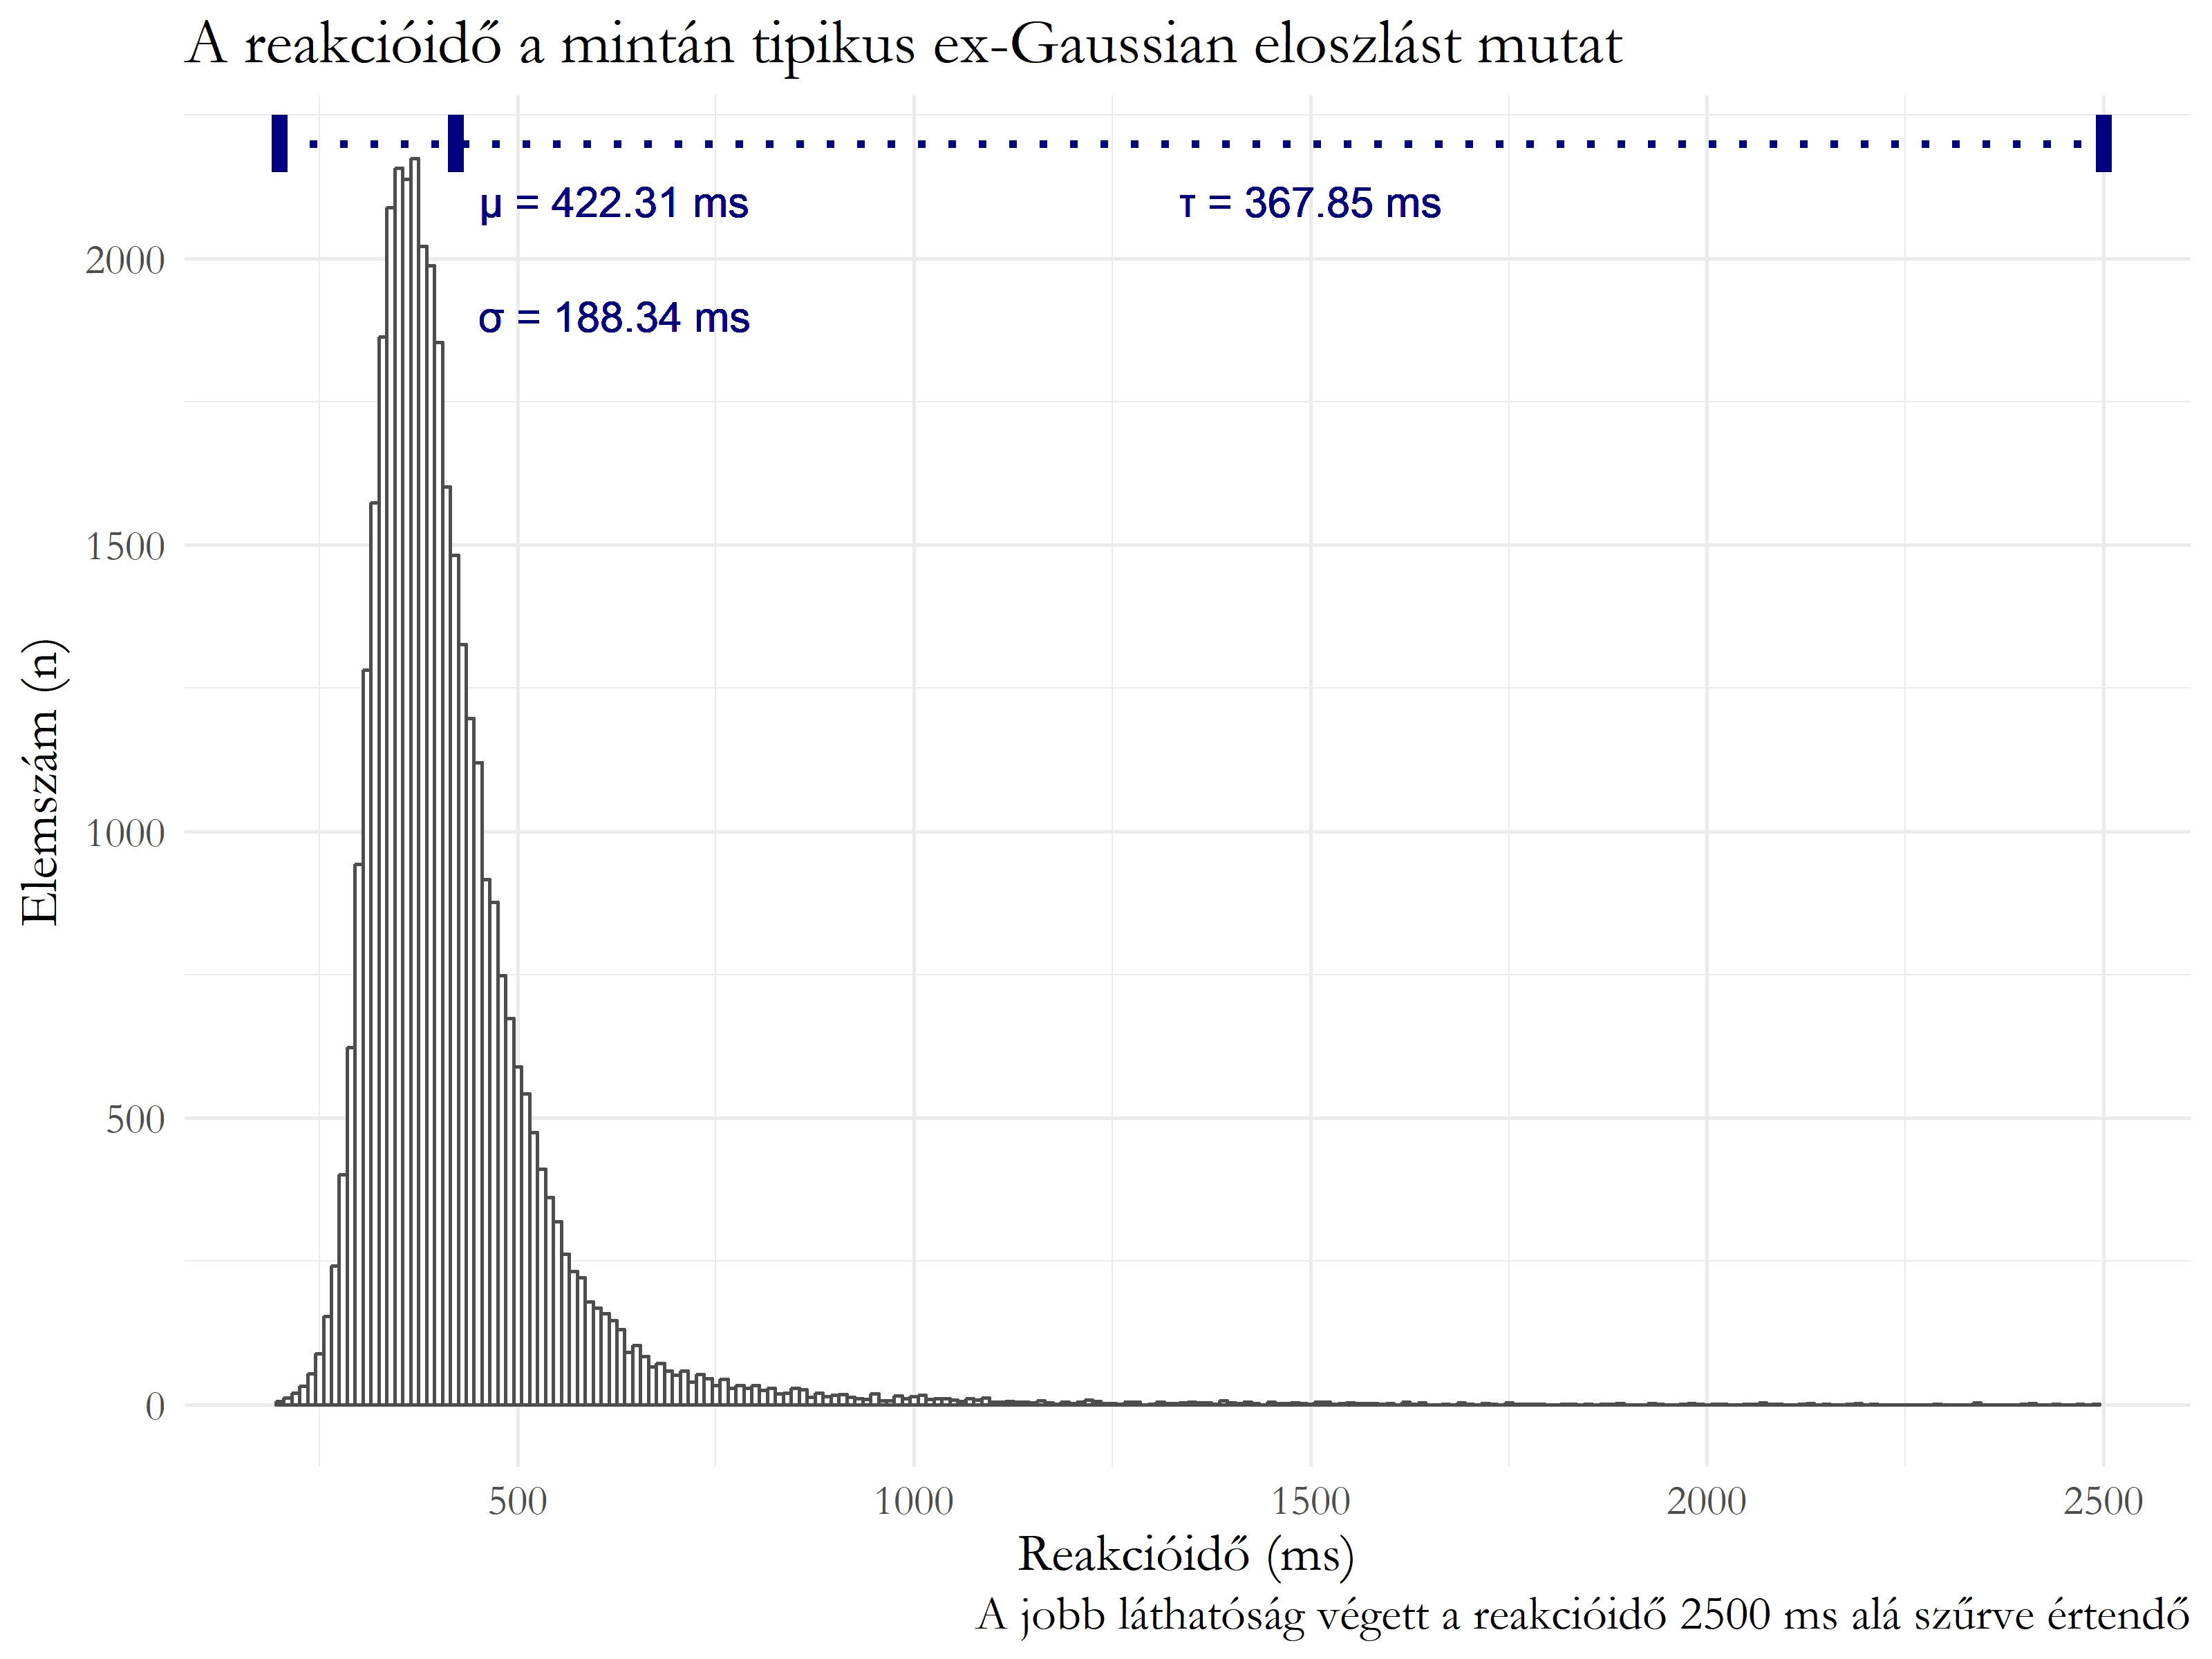 A reakcióidő a mintán tipikus ex-Gaussian eloszlást mutat
μ = 422.31 ms
τ = 367.85 ms
σ = 188.34 ms
2000
1500
1000
500
0
Elemszám (n)
500
1000
1500
2000
2500
Reakcióidő (ms)
A jobb láthatóság végett a reakcióidő 2500 ms alá szűrve értendő